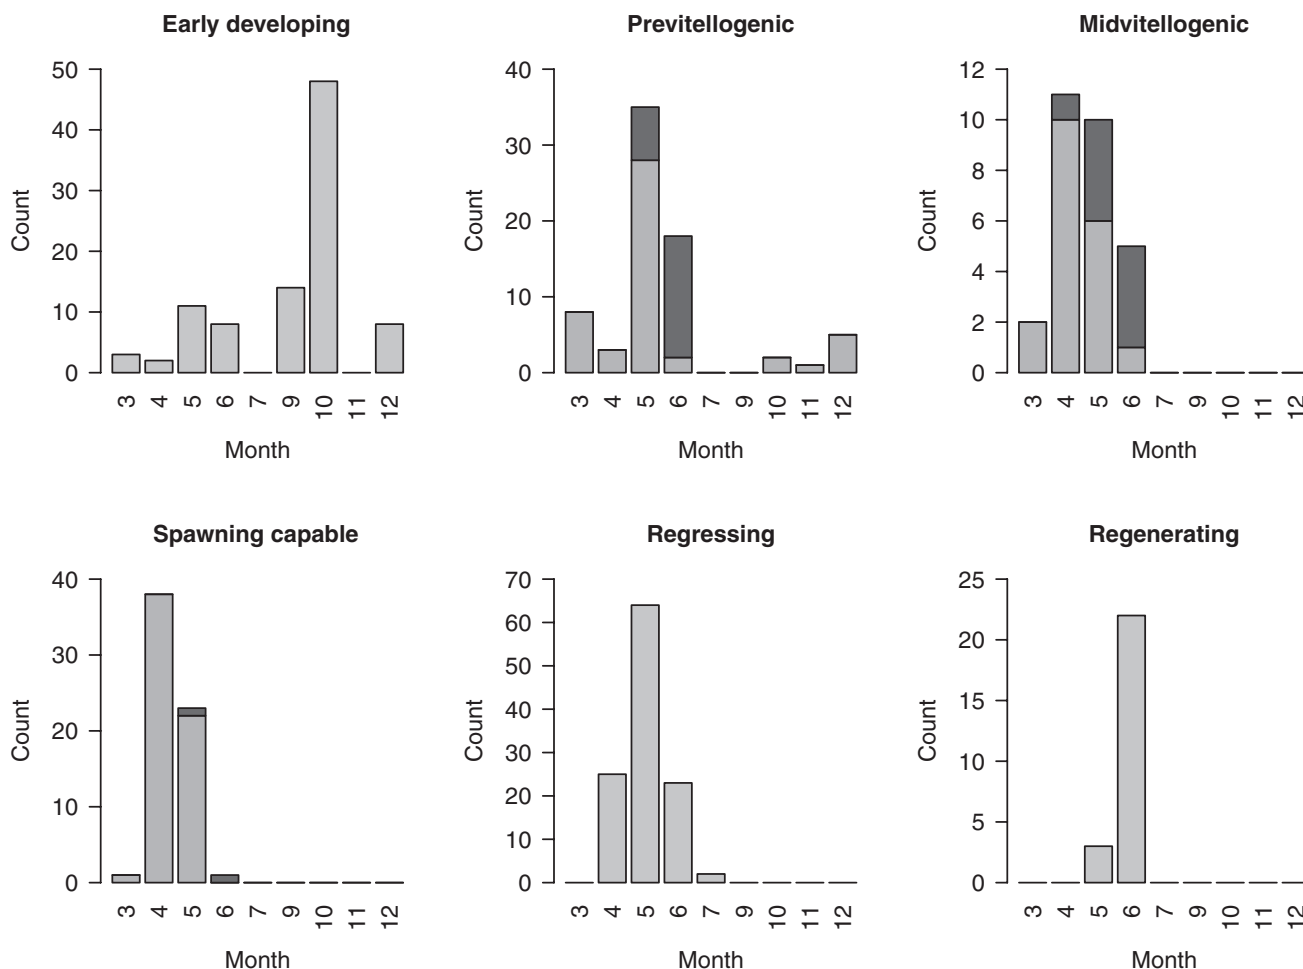 Early developing
50
40
30
20
10
0
Count
3 4 5 6 7 9 10 11 12
Month
Previtellogenic
40
30
20
10
0
Count
3 4 5 6 7 9 10 11 12
Month
Midvitellogenic
12
10
8
6
4
2
0
Count
3 4 5 6 7 9 10 11 12
Month
Spawning capable
40
30
20
10
0
Count
3 4 5 6 7 9 10 11 12
Month
Regressing
70
60
50
40
30
20
10
0
Count
3 4 5 6 7 9 10 11 12
Month
Regenerating
25
20
15
10
5
0
Count
3 4 5 6 7 9 10 11 12
Month